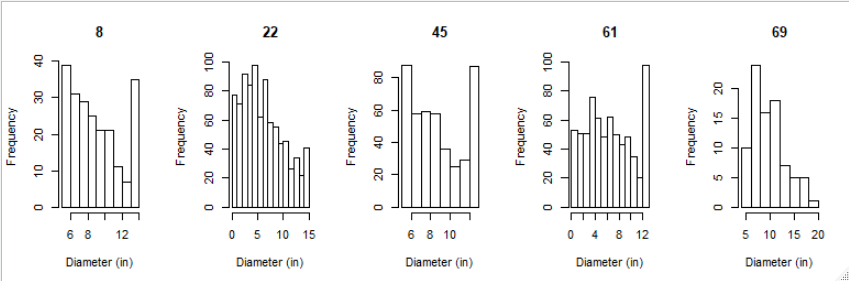 8 22 45 61 69
Frequency
0 10 20 30 40
6 8 12
Diameter (in)
Frequency
0 20 40 60 80 100
0 5 10 15
Diameter (in)
Frequency
0 20 40 60 80
6 8 10
Diameter (in)
Frequency
0 20 40 60 80 100
0 4 8 12
Diameter (in)
Frequency
0 5 10 15 20
5 10 15 20
Diameter (in)